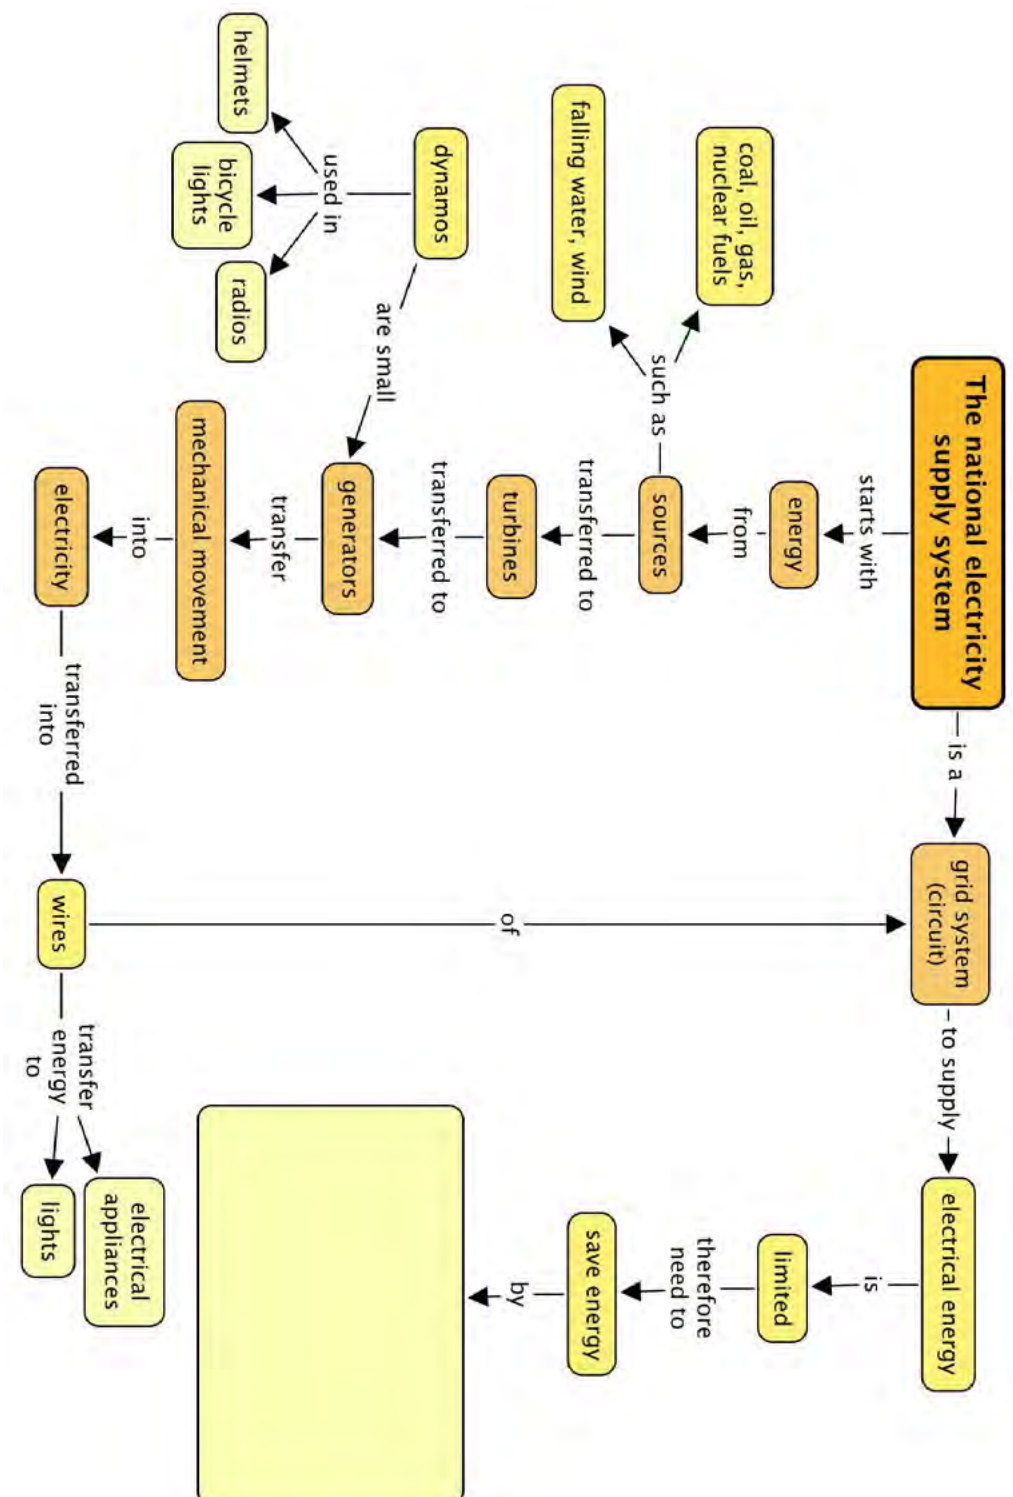 The national electricity
supply system
starts with
energy
from
sources
such as
coal, oil, gas,
nuclear fuels
falling water, wind
transferred to
turbines
transferred to
generators
dynamos
are small
used in
helmets
bicycle
lights
radios
transfer
mechanical movement
into
electricity
transferred
into
wires
of
transfer
energy
to
electrical
appliances
lights
is a
grid system
(circuit)
to supply
electrical energy
is
limited
therefore
need to
save energy
by